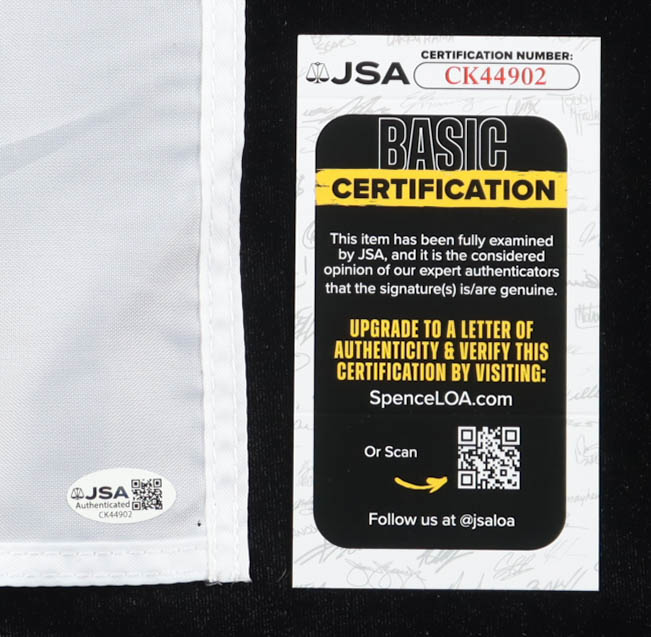 JSA
CERTIFICATION NUMBER:
CK44902
BASIC
CERTIFICATION
This item has been fully examined
by JSA, and it is the considered
opinion of our expert authenticators
that the signature(s) is/are genuine.
UPGRADE TO A LETTER OF
AUTHENTICITY & VERIFY THIS
CERTIFICATION BY VISITING:
SpenceLOA.com
Or Scan
Follow us at @jsaloa
JSA
Authenticated
CK44902